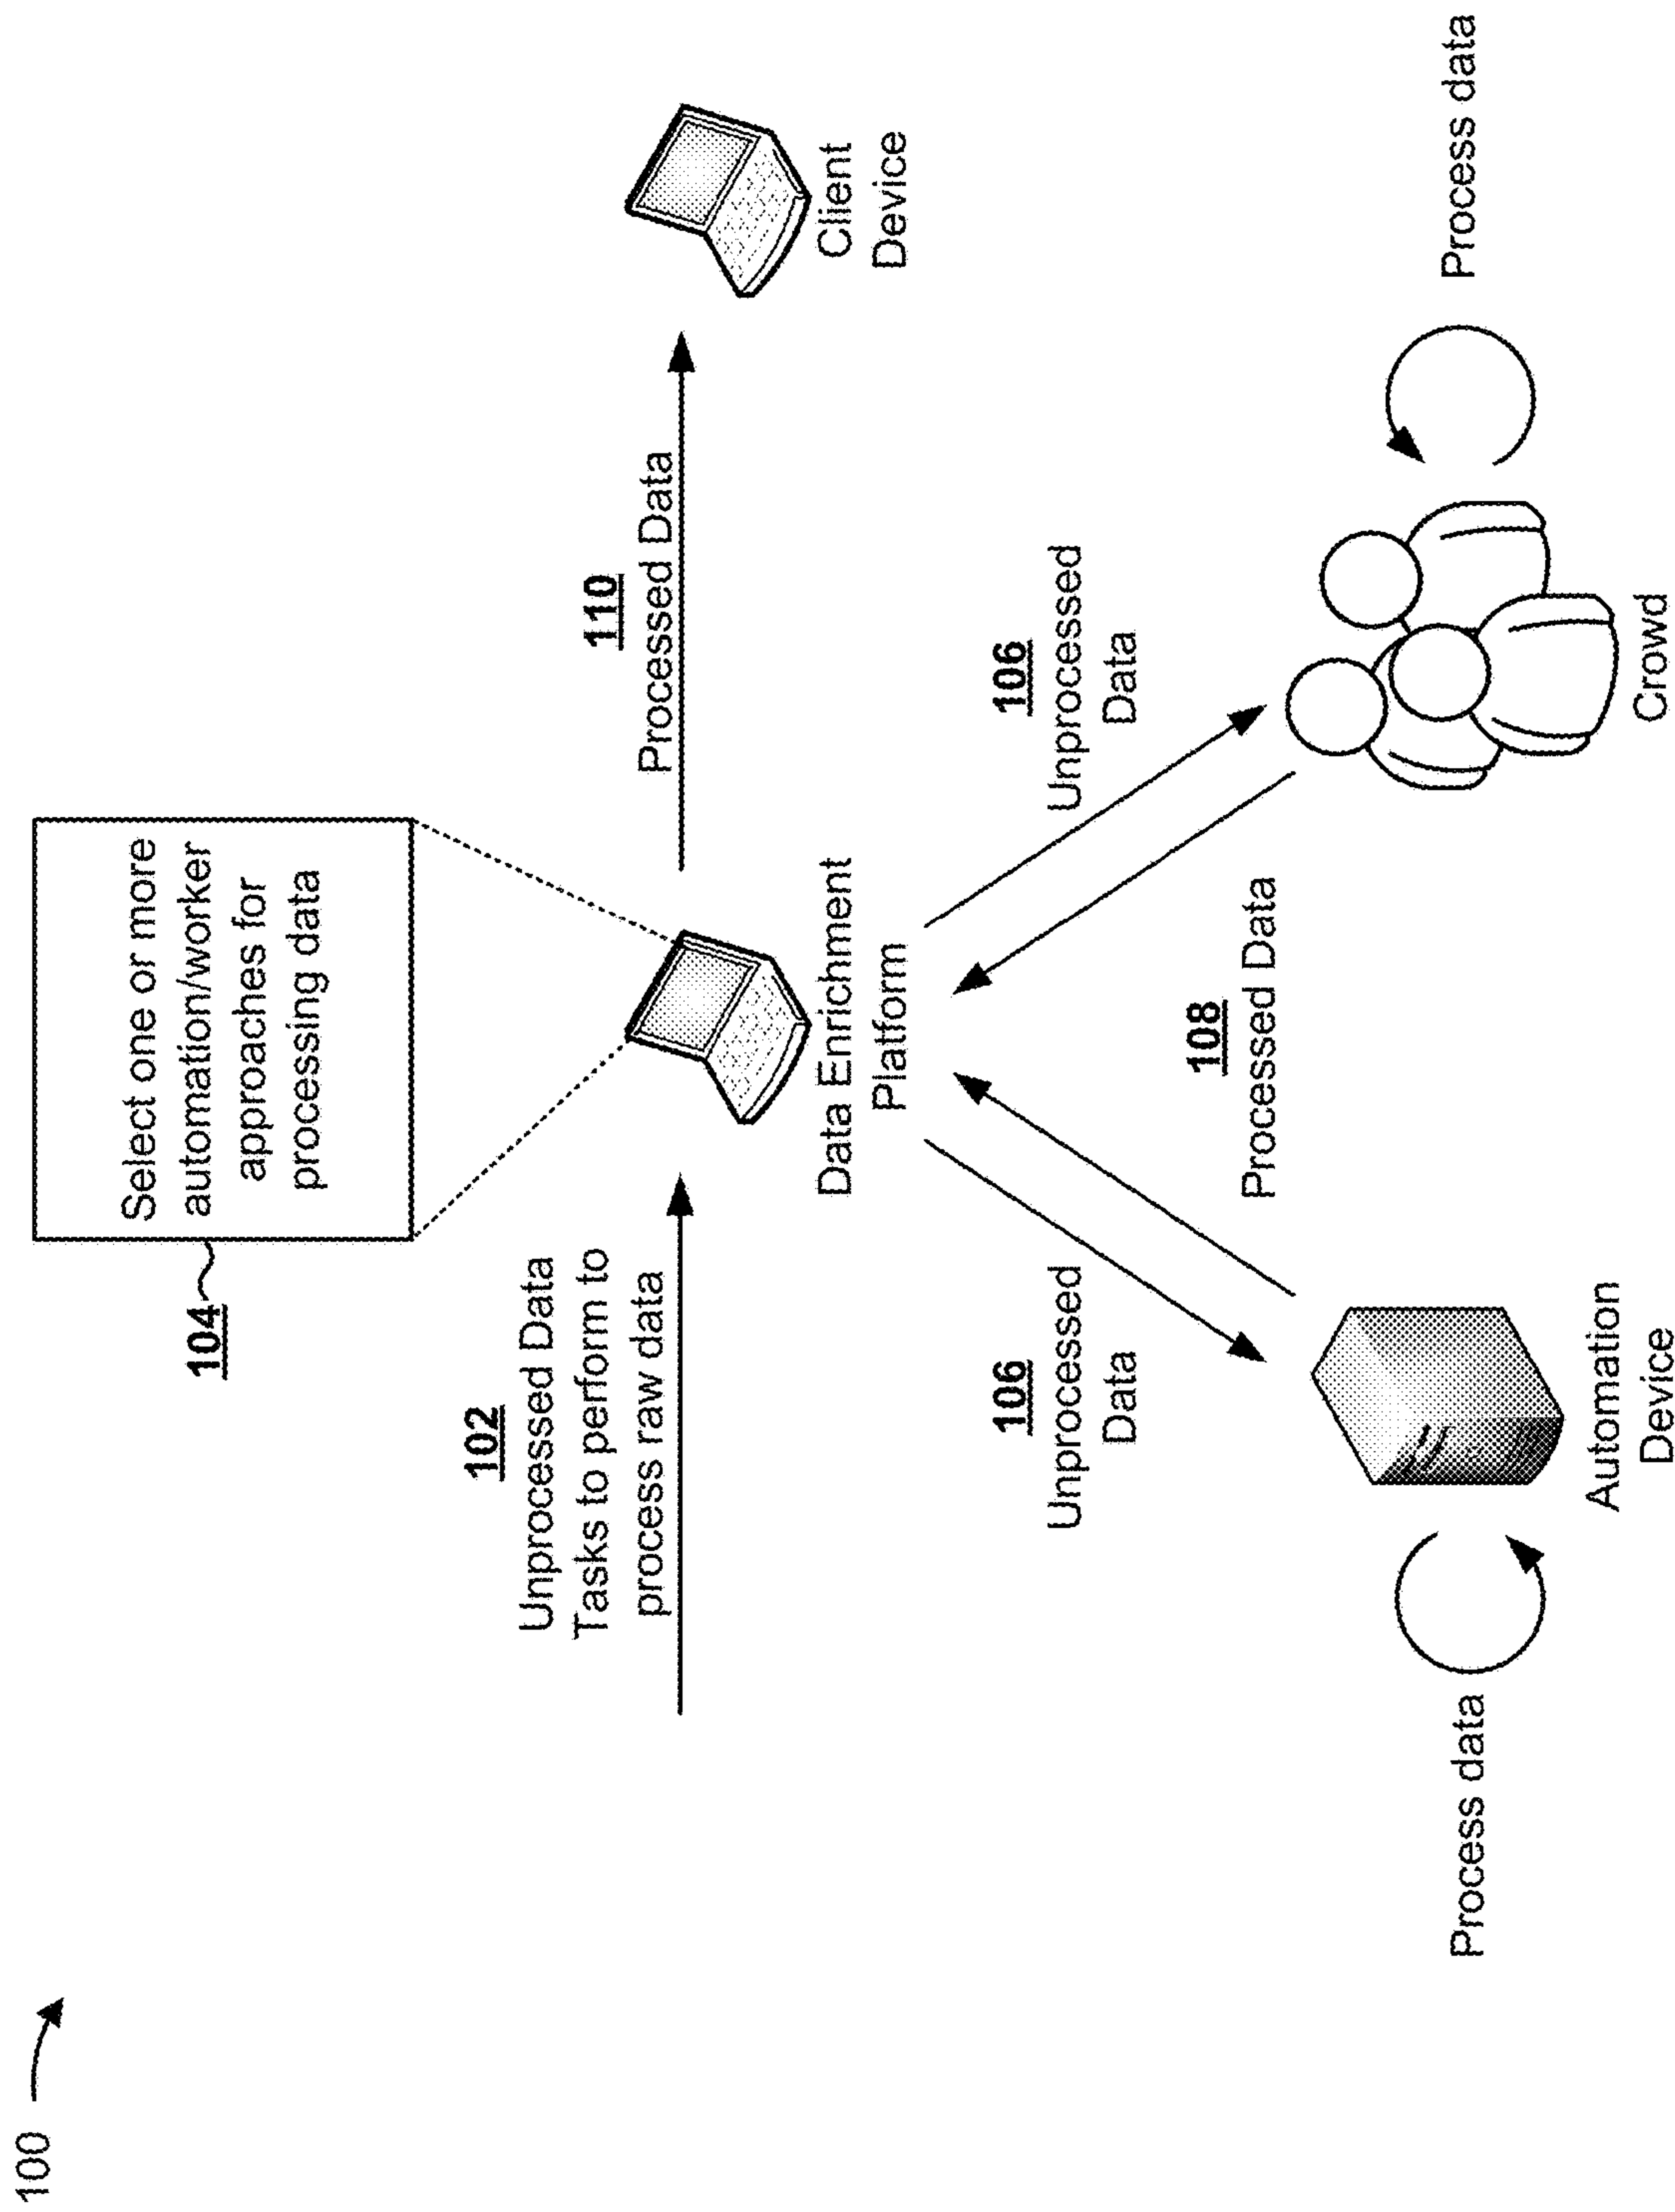 100
104
Select one or more
automation/worker
approaches for
processing data
102
Unprocessed Data
Tasks to perform to
process raw data
110
Processed Data
Data Enrichment
Platform
Client
Device
106
Unprocessed
Data
106
Unprocessed
Data
108
Processed Data
Process data
Automation
Device
Crowd
Process data